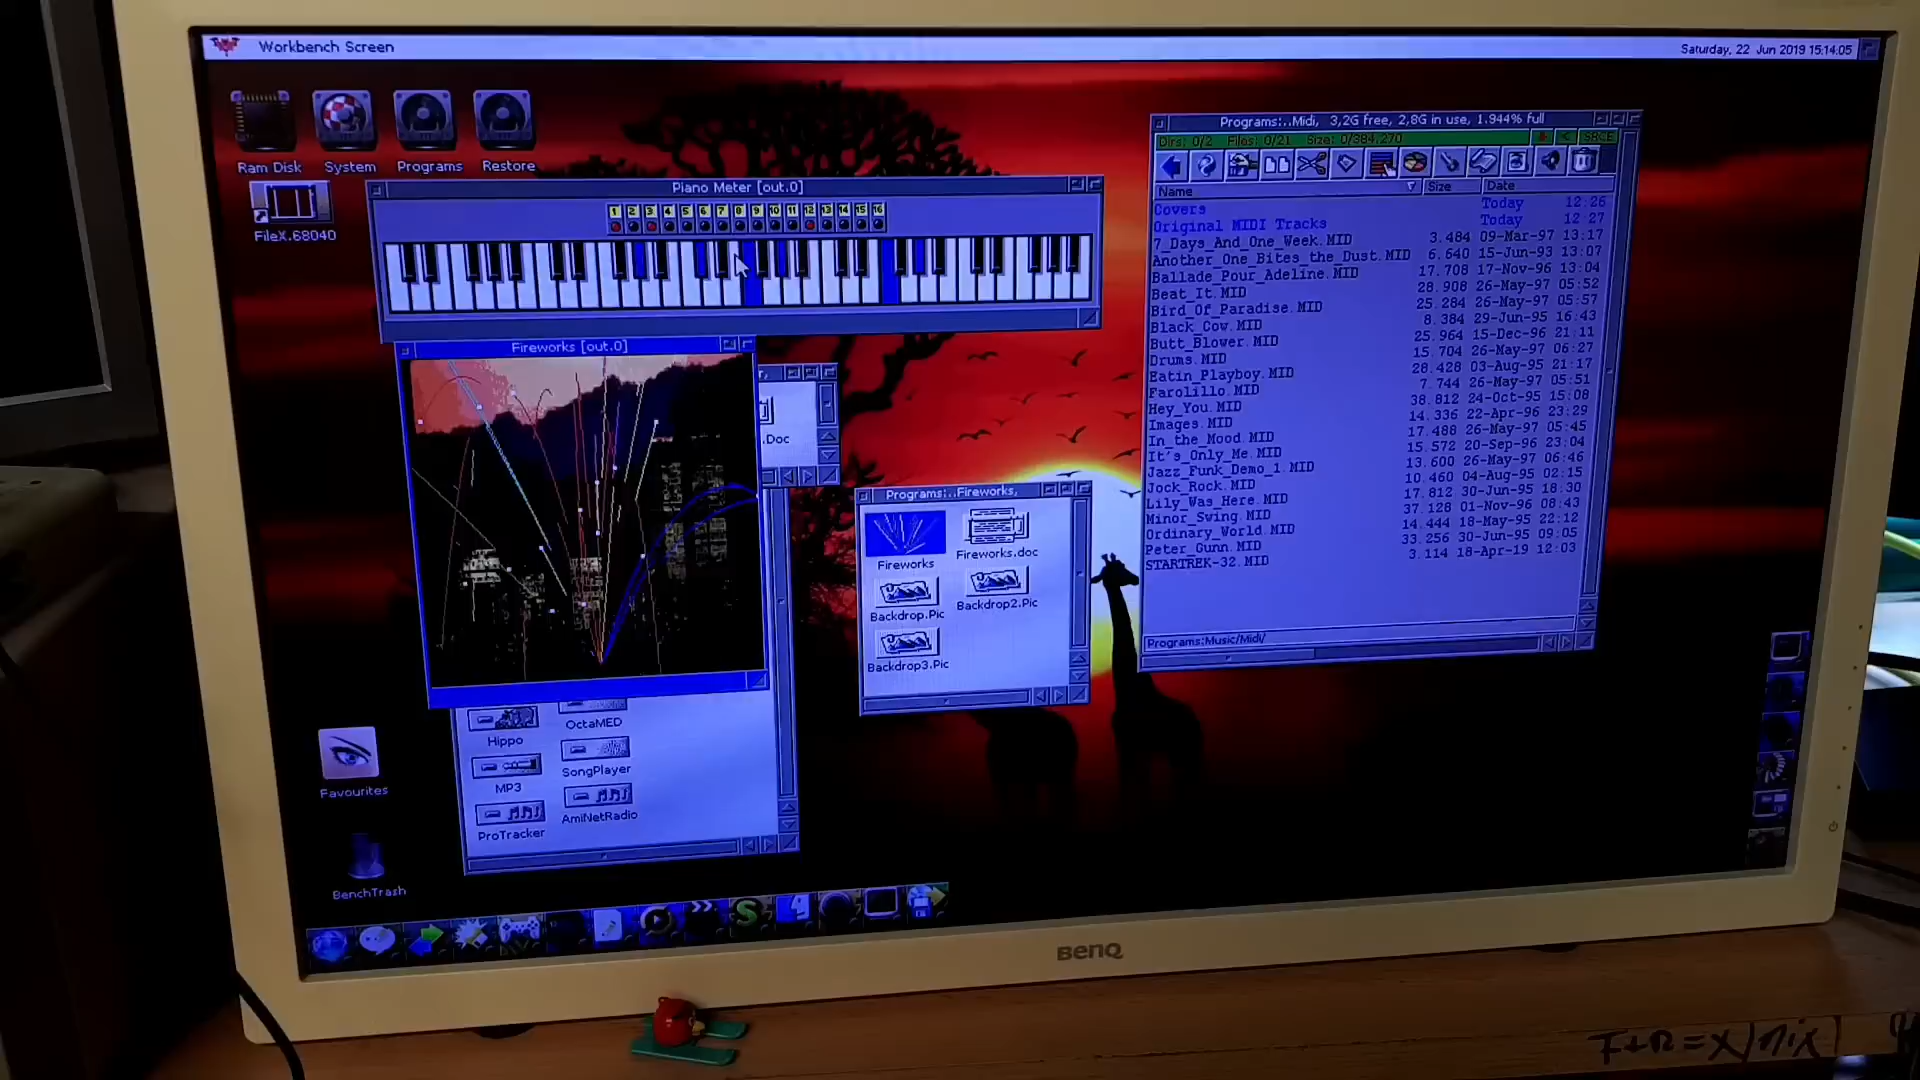 Workbench Screen
Saturday, 22 Jun 2019 15:14:05
Ram Disk
System
Programs
Restore
FileX.68040
Piano Meter [out.0]
1 2 3 4 5 6 7 8 9 10 11 12 13 14 15 16
Fireworks [out.0]
.Doc
Hippo
OctaMED
MP3
SongPlayer
ProTracker
AmiNetRadio
Programs:..Fireworks,
Fireworks
Fireworks.doc
Backdrop.Pic
Backdrop2.Pic
Backdrop3.Pic
Programs:..Midi, 3,2G free, 2,8G in use, 1.944% full
Dirs: 0/2 Files: 0/21 Size: 0/384,270
SRCE
Name Size Date
Covers Today 12:26
Original MIDI Tracks Today 12:27
7_Days_And_One_Week.MID 3.484 09-Mar-97 13:17
Another_One_Bites_the_Dust.MID 6.640 15-Jun-93 13:07
Ballade_Pour_Adeline.MID 17.708 17-Nov-96 13:04
Beat_It.MID 28.908 26-May-97 05:52
Bird_Of_Paradise.MID 25.284 26-May-97 05:57
Black_Cow.MID 8.384 29-Jun-95 16:43
Butt_Blower.MID 25.964 15-Dec-96 21:11
Drums.MID 15.704 26-May-97 06:27
Eatin_Playboy.MID 28.428 03-Aug-95 21:17
Farolillo.MID 7.744 26-May-97 05:51
Hey_You.MID 38.812 24-Oct-95 15:08
Images.MID 14.336 22-Apr-96 23:29
In_the_Mood.MID 17.488 26-May-97 05:45
It's_Only_Me.MID 15.572 20-Sep-96 23:04
Jazz_Funk_Demo_1.MID 13.600 26-May-97 06:46
Jock_Rock.MID 10.460 04-Aug-95 02:15
Lily_Was_Here.MID 17.812 30-Jun-95 18:30
Minor_Swing.MID 37.128 01-Nov-96 08:43
Ordinary_World.MID 14.444 18-May-95 22:12
Peter_Gunn.MID 33.256 30-Jun-95 09:05
STARTREK-32.MID 3.114 18-Apr-19 12:03
Programs:Music/Midi/
Favourites
BenchTrash
BenQ